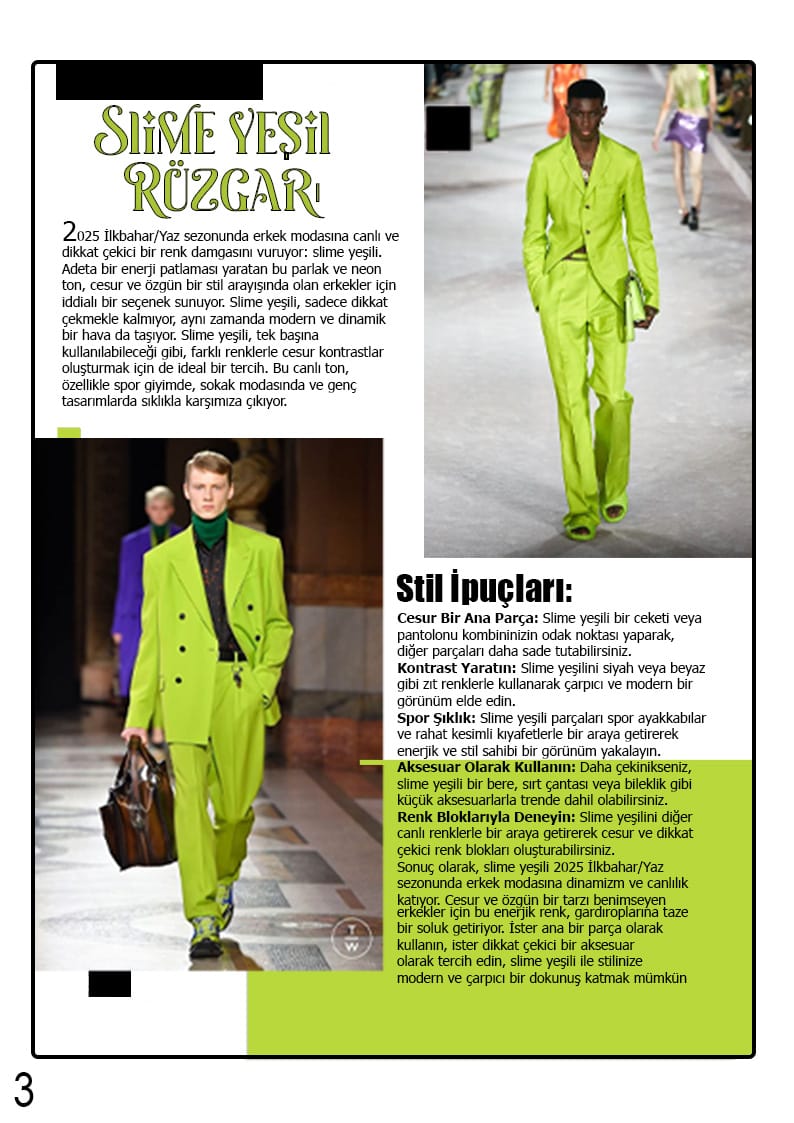 SLİME YEŞİL
RÜZGARI
2025 İlkbahar/Yaz sezonunda erkek modasına canlı ve
dikkat çekici bir renk damgasını vuruyor: slime yeşili.
Adeta bir enerji patlaması yaratan bu parlak ve neon
ton, cesur ve özgün bir stil arayışında olan erkekler için
iddialı bir seçenek sunuyor. Slime yeşili, sadece dikkat
çekmekle kalmıyor, aynı zamanda modern ve dinamik
bir hava da taşıyor. Slime yeşili, tek başına
kullanılabileceği gibi, farklı renklerle cesur kontrastlar
oluşturmak için de ideal bir tercih. Bu canlı ton,
özellikle spor giyimde, sokak modasında ve genç
tasarımlarda sıklıkla karşımıza çıkıyor.
Stil İpuçları:
Cesur Bir Ana Parça: Slime yeşili bir ceketi veya
pantolonu kombininizin odak noktası yaparak,
diğer parçaları daha sade tutabilirsiniz.
Kontrast Yaratın: Slime yeşilini siyah veya beyaz
gibi zıt renklerle kullanarak çarpıcı ve modern bir
görünüm elde edin.
Spor Şıklık: Slime yeşili parçaları spor ayakkabılar
ve rahat kesimli kıyafetlerle bir araya getirerek
enerjik ve stil sahibi bir görünüm yakalayın.
Aksesuar Olarak Kullanın: Daha çekinikseniz,
slime yeşili bir bere, sırt çantası veya bileklik gibi
küçük aksesuarlarla trende dahil olabilirsiniz.
Renk Bloklarıyla Deneyin: Slime yeşilini diğer
canlı renklerle bir araya getirerek cesur ve dikkat
çekici renk blokları oluşturabilirsiniz.
Sonuç olarak, slime yeşili 2025 İlkbahar/Yaz
sezonunda erkek modasına dinamizm ve canlılık
katıyor. Cesur ve özgün bir tarzı benimseyen
erkekler için bu enerjik renk, gardıroplarına taze
bir soluk getiriyor. İster ana bir parça olarak
kullanın, ister dikkat çekici bir aksesuar
olarak tercih edin, slime yeşili ile stilinize
modern ve çarpıcı bir dokunuş katmak mümkün
T
W
3